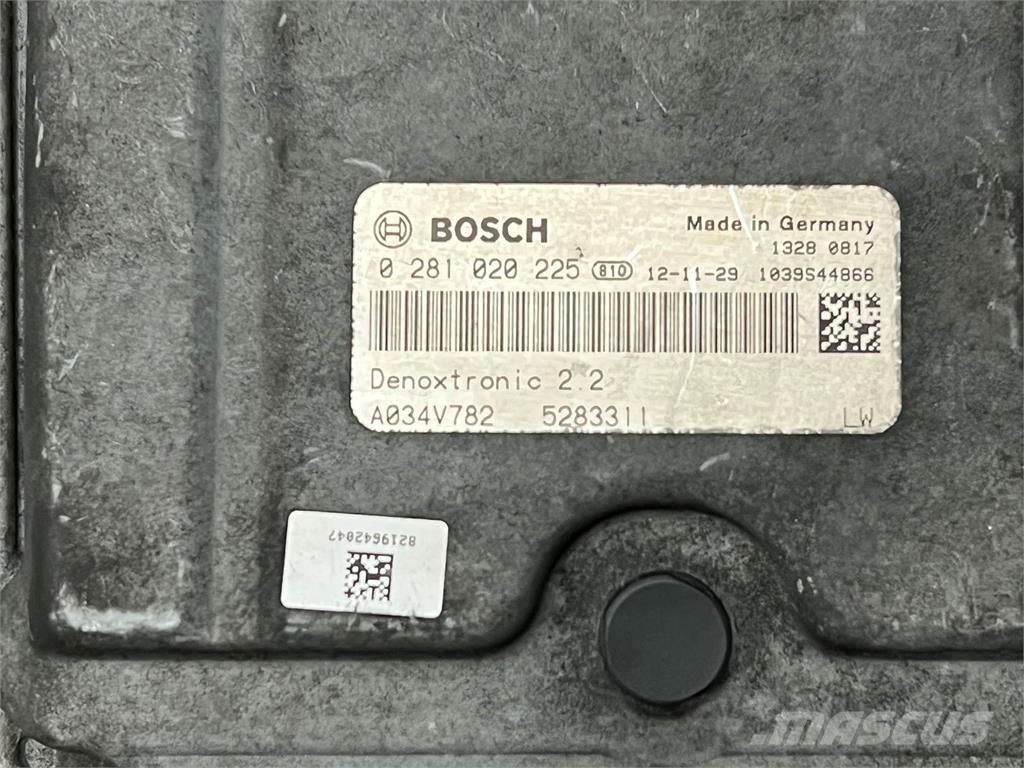 BOSCH Made in Germany
1328 0817
0 281 020 225 810 12-11-29 1039S44866
Denoxtronic 2.2
A034V782 5283311
LW
8219642047
MASCUS